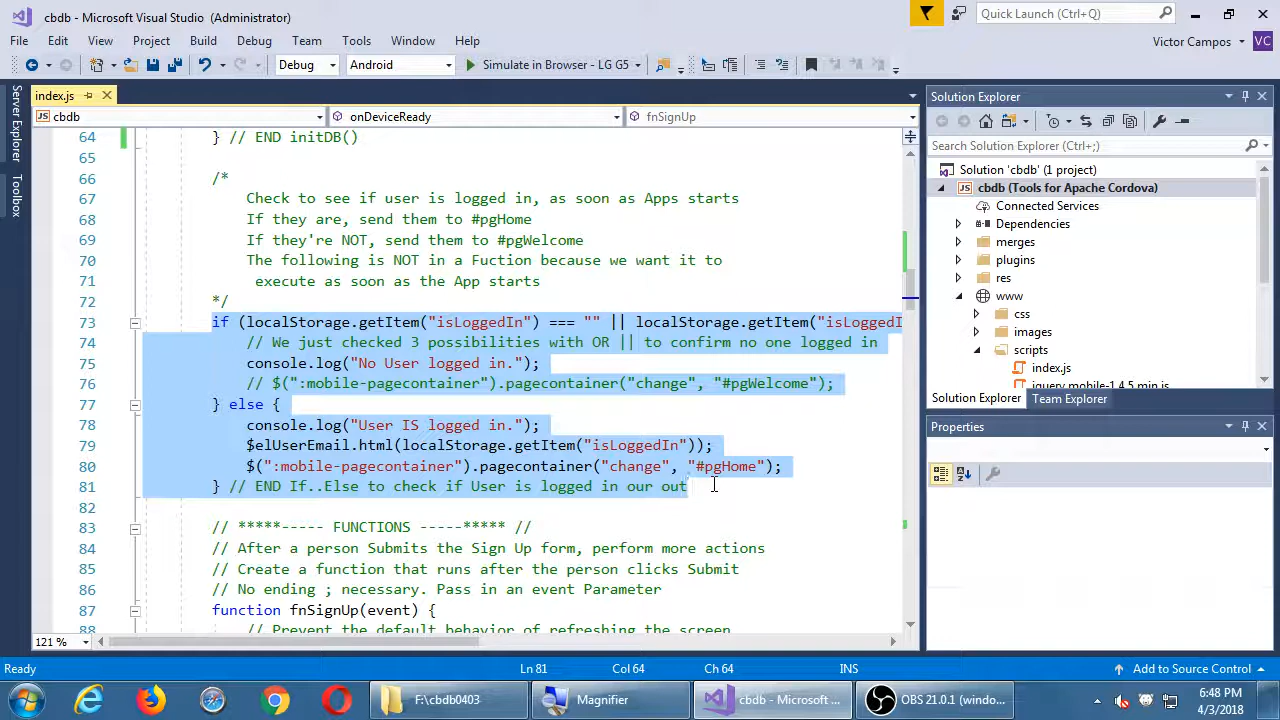 cbdb - Microsoft Visual Studio (Administrator)
Quick Launch (Ctrl+Q)
File Edit View Project Build Debug Team Tools Window Help
Victor Campos VC
Debug Android Simulate in Browser - LG G5
Server Explorer
Toolbox
index.js
cbdb onDeviceReady fnSignUp
64 } // END initDB()
65
66 /*
67 Check to see if user is logged in, as soon as Apps starts
68 If they are, send them to #pgHome
69 If they're NOT, send them to #pgWelcome
70 The following is NOT in a Fuction because we want it to
71 execute as soon as the App starts
72 */
73 if (localStorage.getItem("isLoggedIn") === "" || localStorage.getItem("isLoggedI
74 // We just checked 3 possibilities with OR || to confirm no one logged in
75 console.log("No User logged in.");
76 // $(":mobile-pagecontainer").pagecontainer("change", "#pgWelcome");
77 } else {
78 console.log("User IS logged in.");
79 $elUserEmail.html(localStorage.getItem("isLoggedIn"));
80 $(":mobile-pagecontainer").pagecontainer("change", "#pgHome");
81 } // END If..Else to check if User is logged in our out
82
83 // *****----- FUNCTIONS -----***** //
84 // After a person Submits the Sign Up form, perform more actions
85 // Create a function that runs after the person clicks Submit
86 // No ending ; necessary. Pass in an event Parameter
87 function fnSignUp(event) {
88 // Prevent the default behavior of refreshing the screen
121 %
Solution Explorer
Search Solution Explorer (Ctrl+;)
Solution 'cbdb' (1 project)
JS cbdb (Tools for Apache Cordova)
Connected Services
Dependencies
merges
plugins
res
www
css
images
scripts
index.js
jquery.mobile-1.4.5.min.js
Solution Explorer Team Explorer
Properties
Ready Ln 81 Col 64 Ch 64 INS Add to Source Control
F:\cbdb0403 Magnifier cbdb - Microsoft ... OBS 21.0.1 (windo...
6:48 PM
4/3/2018